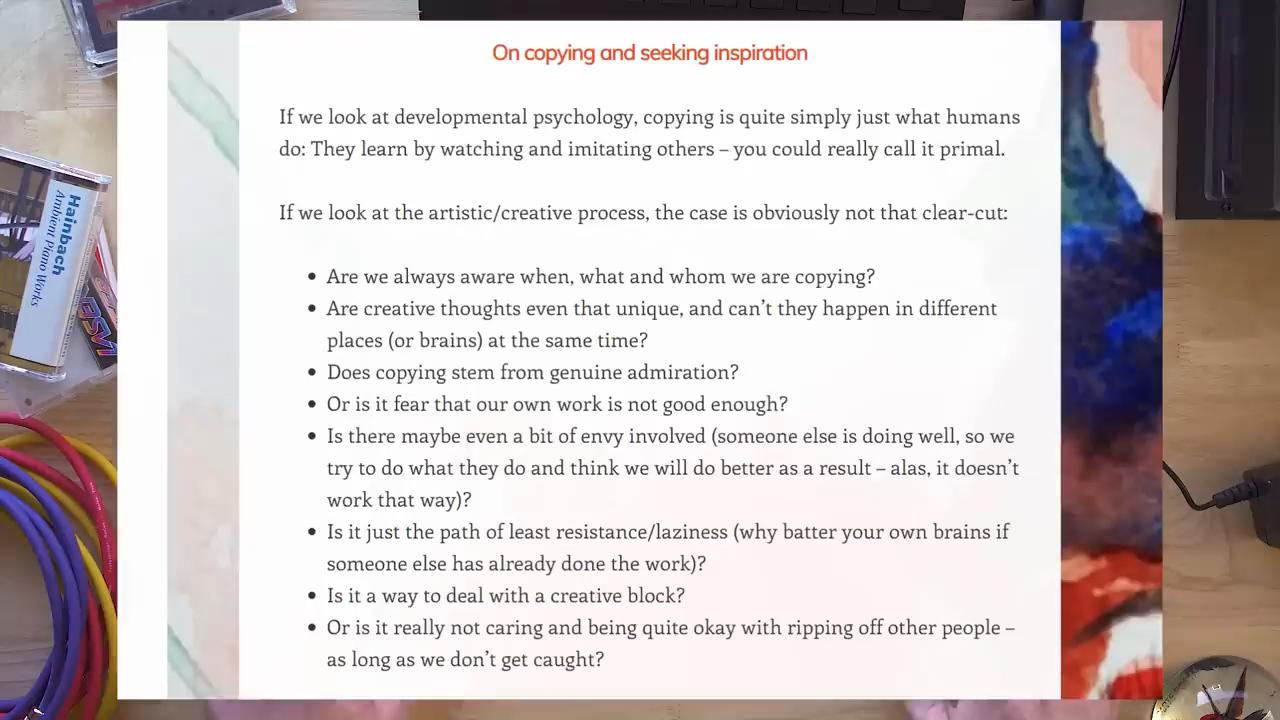 On copying and seeking inspiration
If we look at developmental psychology, copying is quite simply just what humans
do: They learn by watching and imitating others – you could really call it primal.
If we look at the artistic/creative process, the case is obviously not that clear-cut:
• Are we always aware when, what and whom we are copying?
• Are creative thoughts even that unique, and can’t they happen in different
places (or brains) at the same time?
• Does copying stem from genuine admiration?
• Or is it fear that our own work is not good enough?
• Is there maybe even a bit of envy involved (someone else is doing well, so we
try to do what they do and think we will do better as a result – alas, it doesn’t
work that way)?
• Is it just the path of least resistance/laziness (why batter your own brains if
someone else has already done the work)?
• Is it a way to deal with a creative block?
• Or is it really not caring and being quite okay with ripping off other people –
as long as we don’t get caught?
Hainbach
Ambient Piano Works